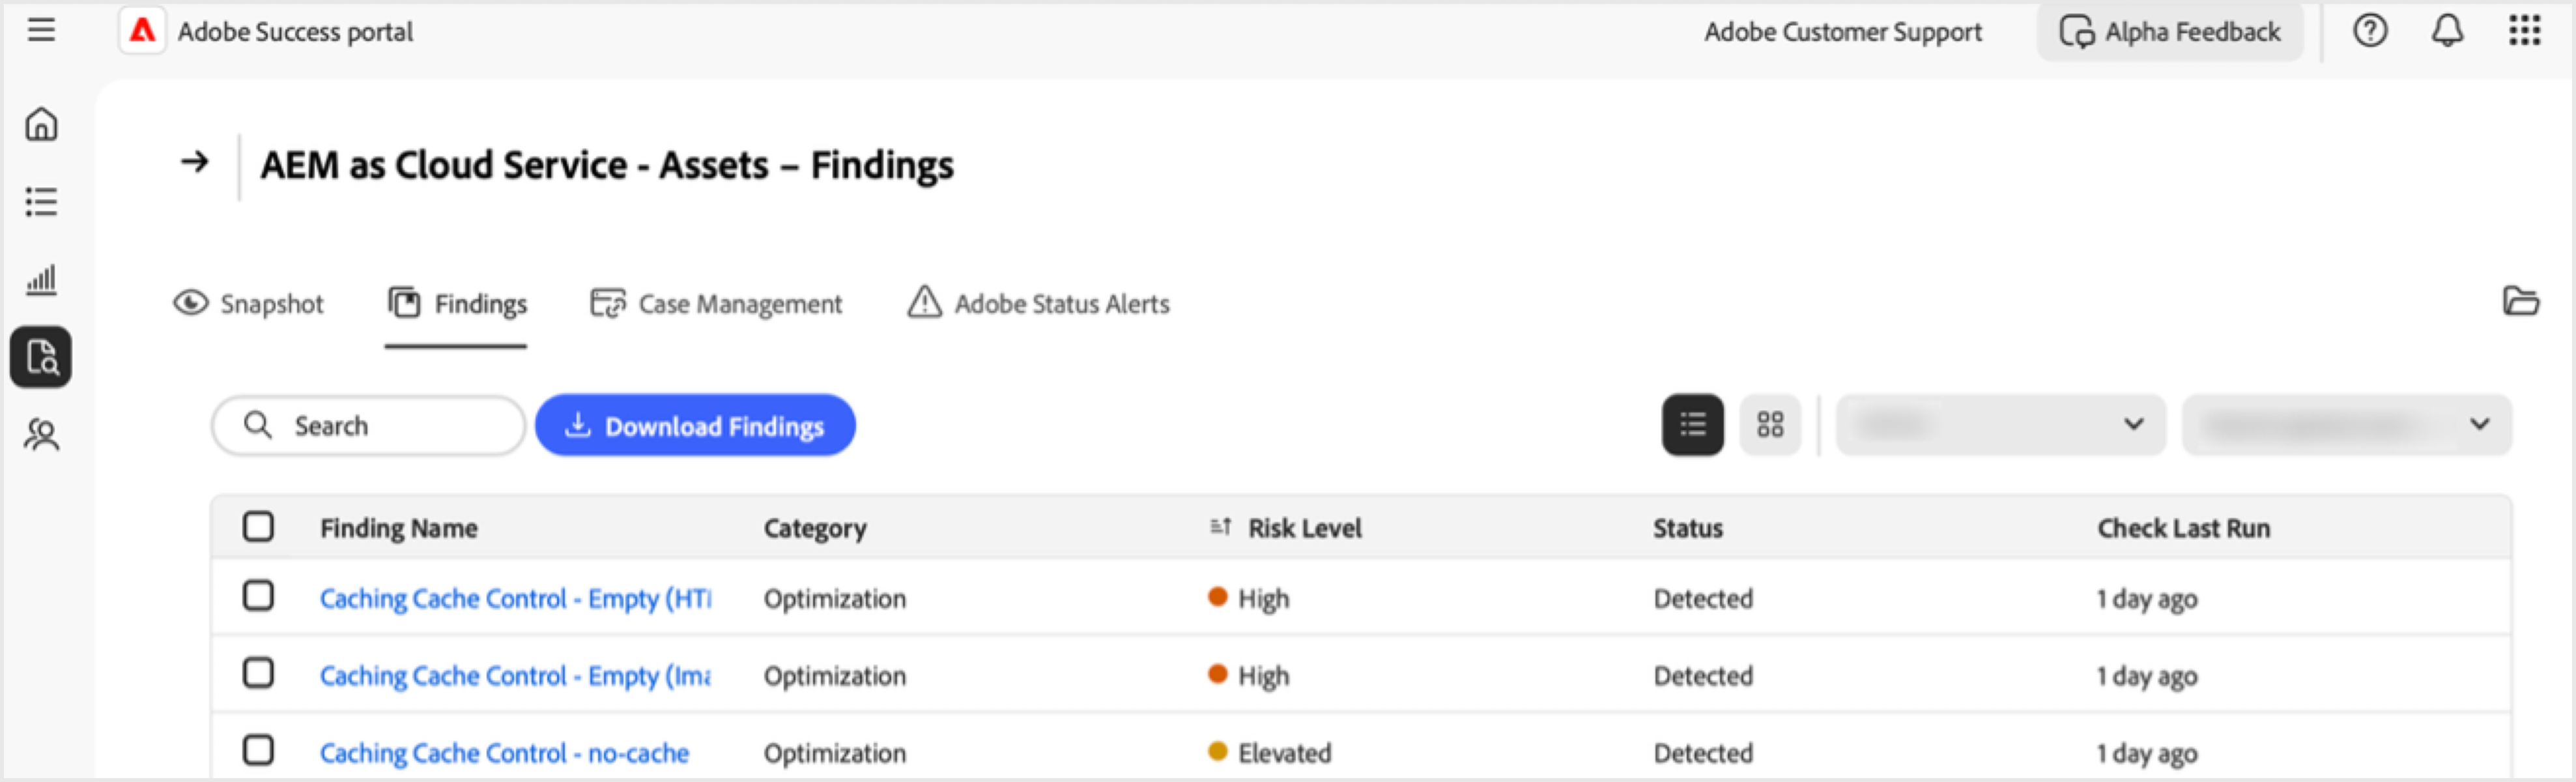 Adobe Success portal
Adobe Customer Support
Alpha Feedback
AEM as Cloud Service - Assets – Findings
Snapshot
Findings
Case Management
Adobe Status Alerts
Search
Download Findings
Finding Name Category Risk Level Status Check Last Run
Caching Cache Control - Empty (HT Optimization High Detected 1 day ago
Caching Cache Control - Empty (Ima Optimization High Detected 1 day ago
Caching Cache Control - no-cache Optimization Elevated Detected 1 day ago